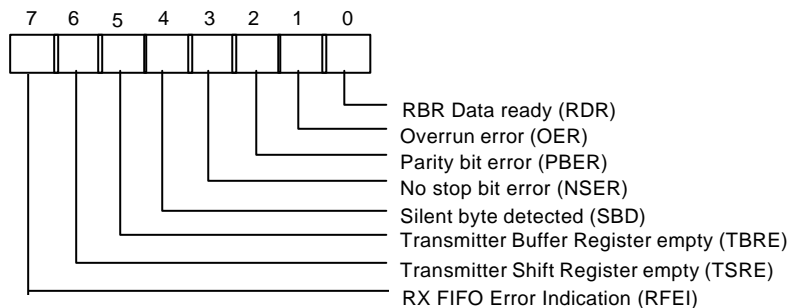 7 6 5 4 3 2 1 0
RBR Data ready (RDR)
Overrun error (OER)
Parity bit error (PBER)
No stop bit error (NSER)
Silent byte detected (SBD)
Transmitter Buffer Register empty (TBRE)
Transmitter Shift Register empty (TSRE)
RX FIFO Error Indication (RFEI)